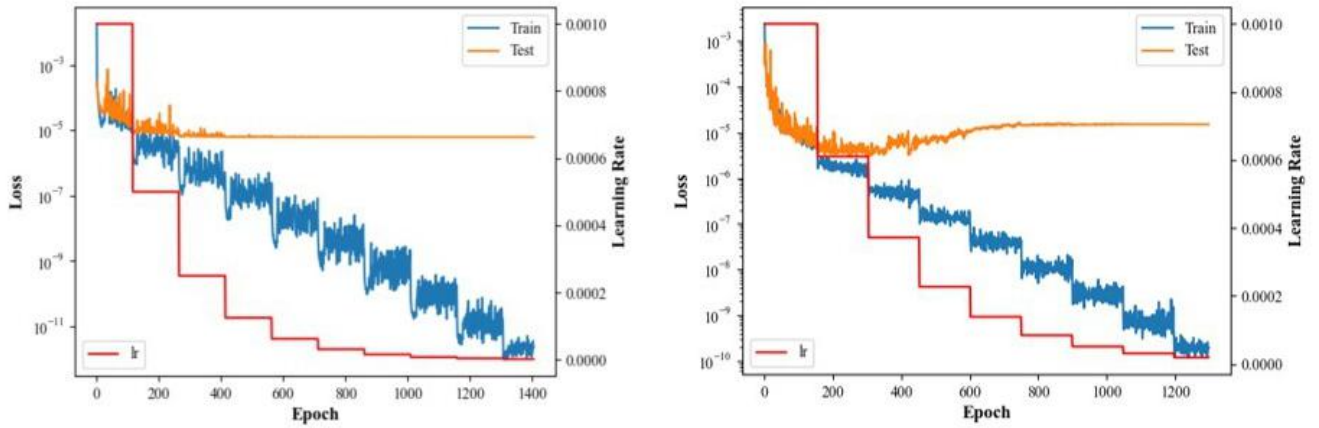 Train
Test
lr
Loss
10⁻³
10⁻⁵
10⁻⁷
10⁻⁹
10⁻¹¹
0.0010
0.0008
0.0006
0.0004
0.0002
0.0000
Learning Rate
0 200 400 600 800 1000 1200 1400
Epoch
Train
Test
lr
Loss
10⁻³
10⁻⁴
10⁻⁵
10⁻⁶
10⁻⁷
10⁻⁸
10⁻⁹
10⁻¹⁰
0.0010
0.0008
0.0006
0.0004
0.0002
0.0000
Learning Rate
0 200 400 600 800 1000 1200
Epoch